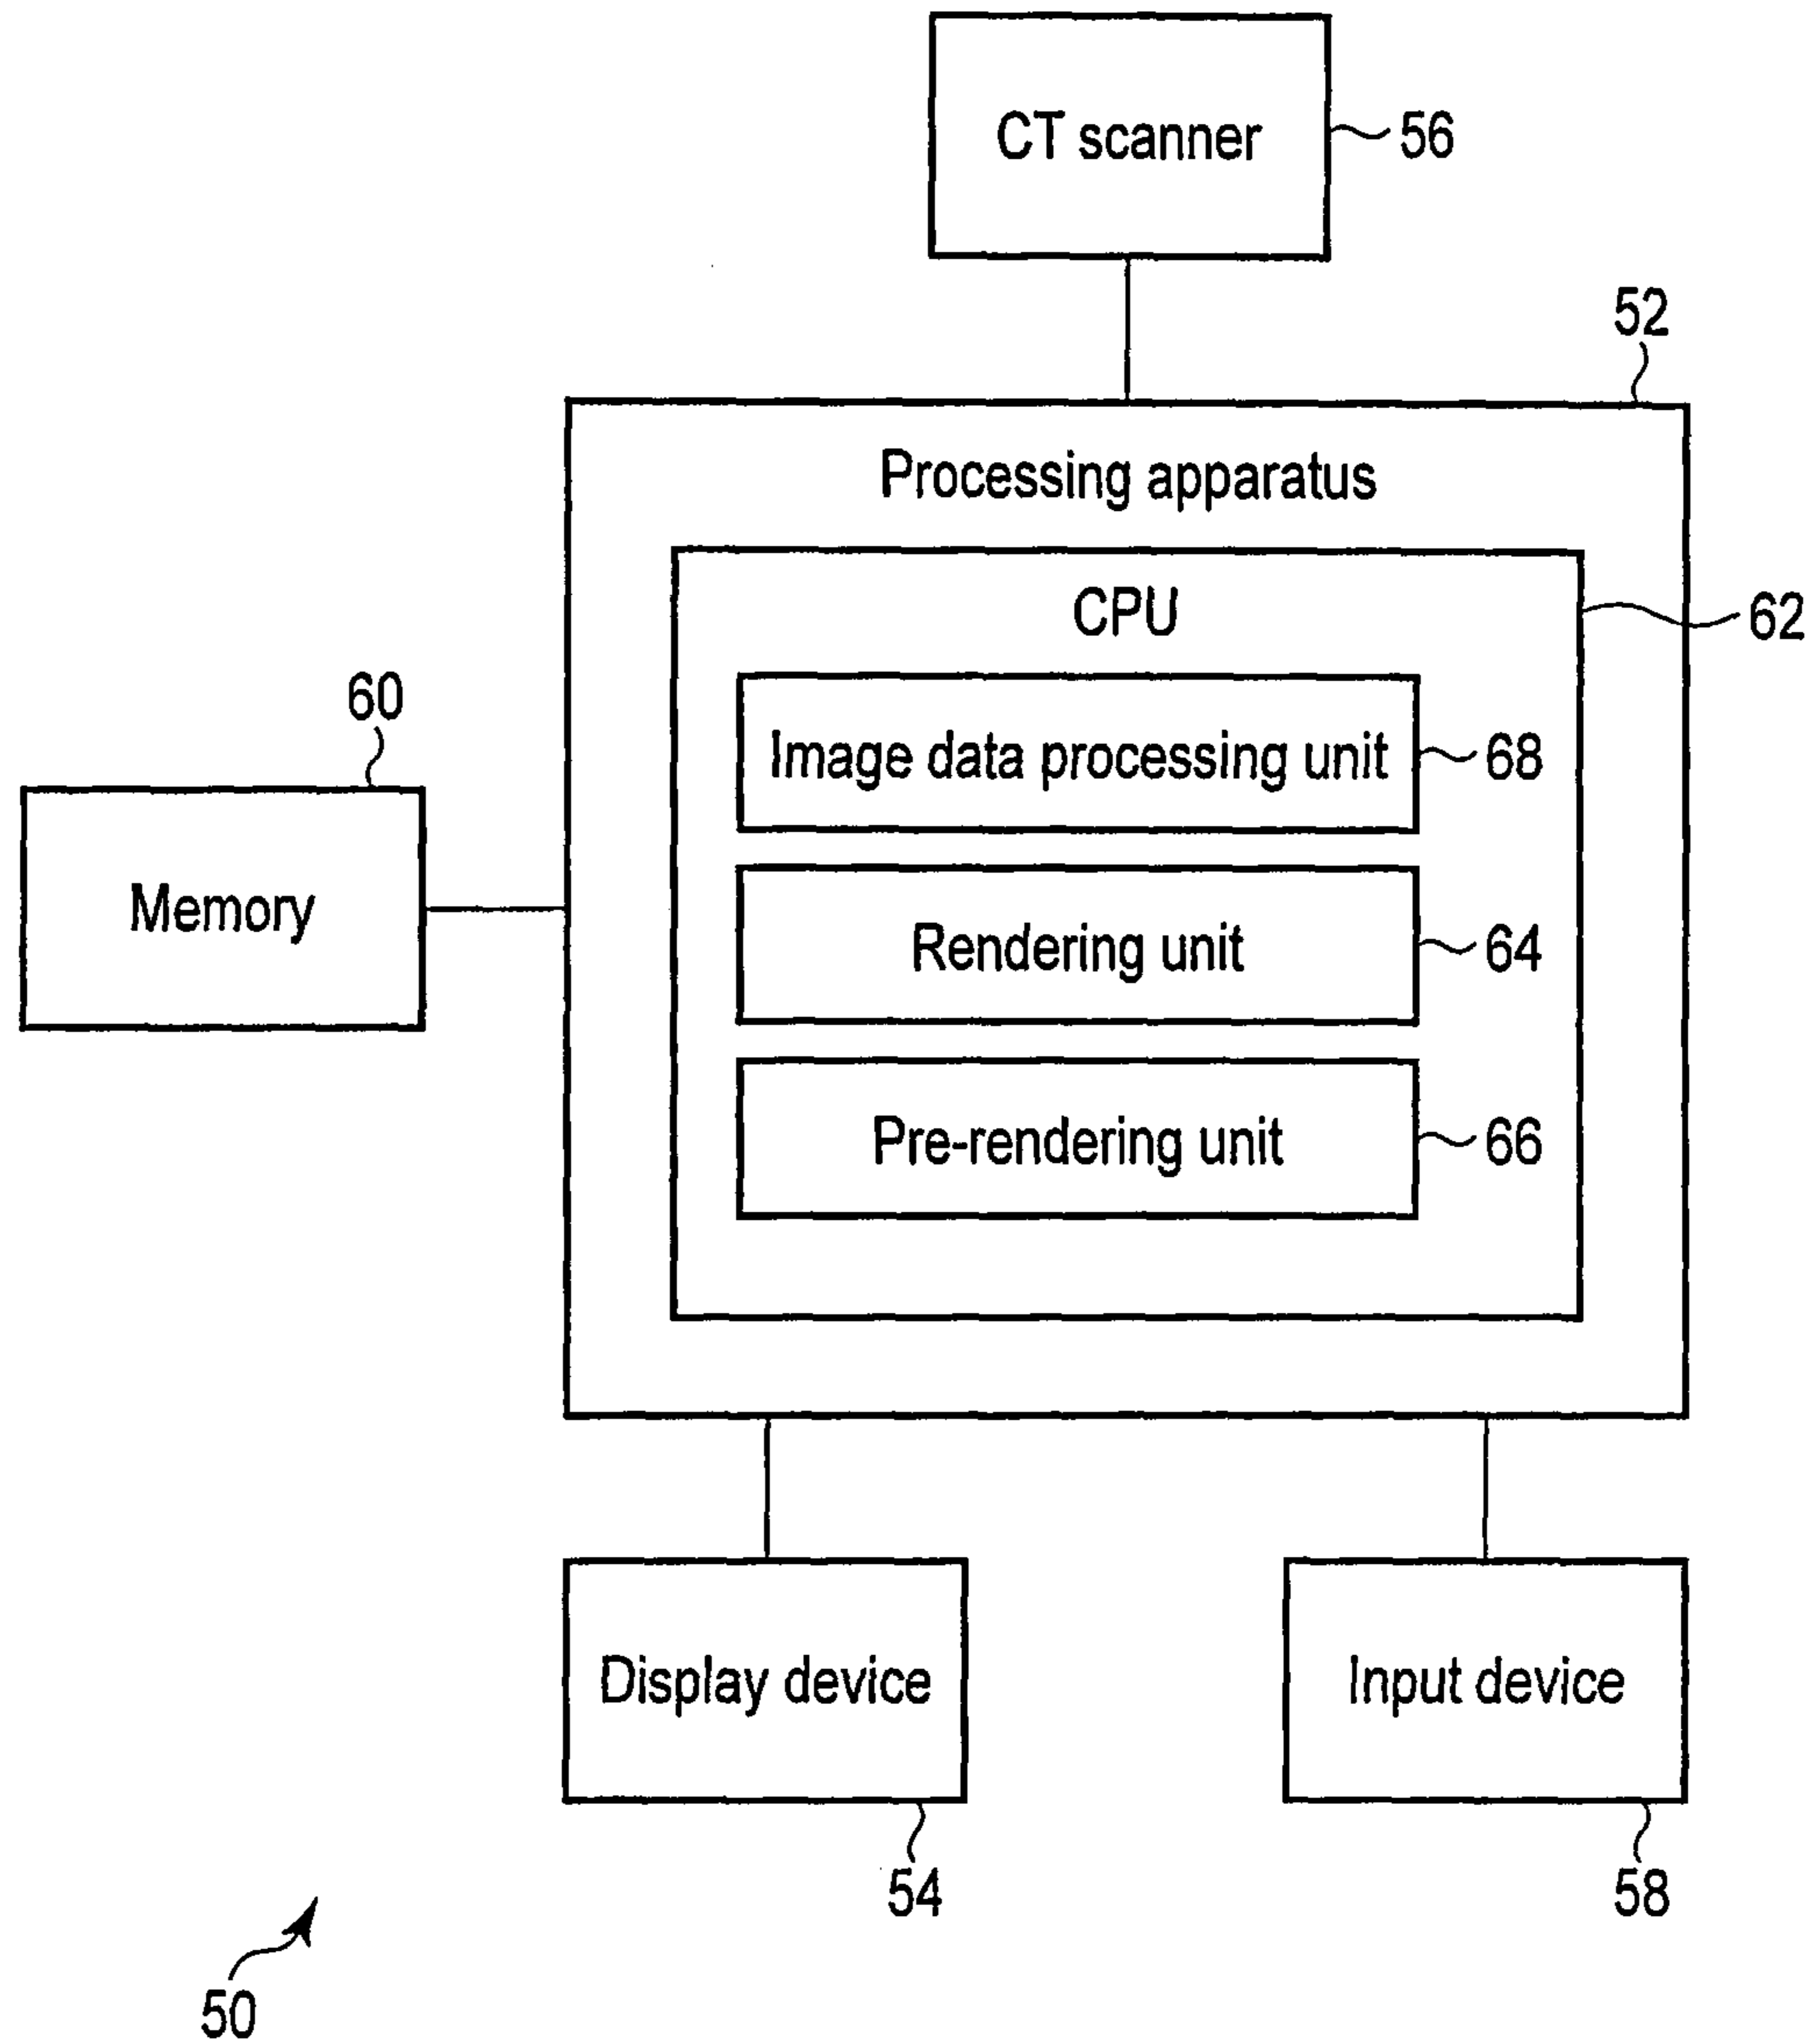 CT scanner
56
52
Processing apparatus
CPU
62
60
Image data processing unit
68
Memory
Rendering unit
64
Pre-rendering unit
66
Display device
Input device
54
58
50